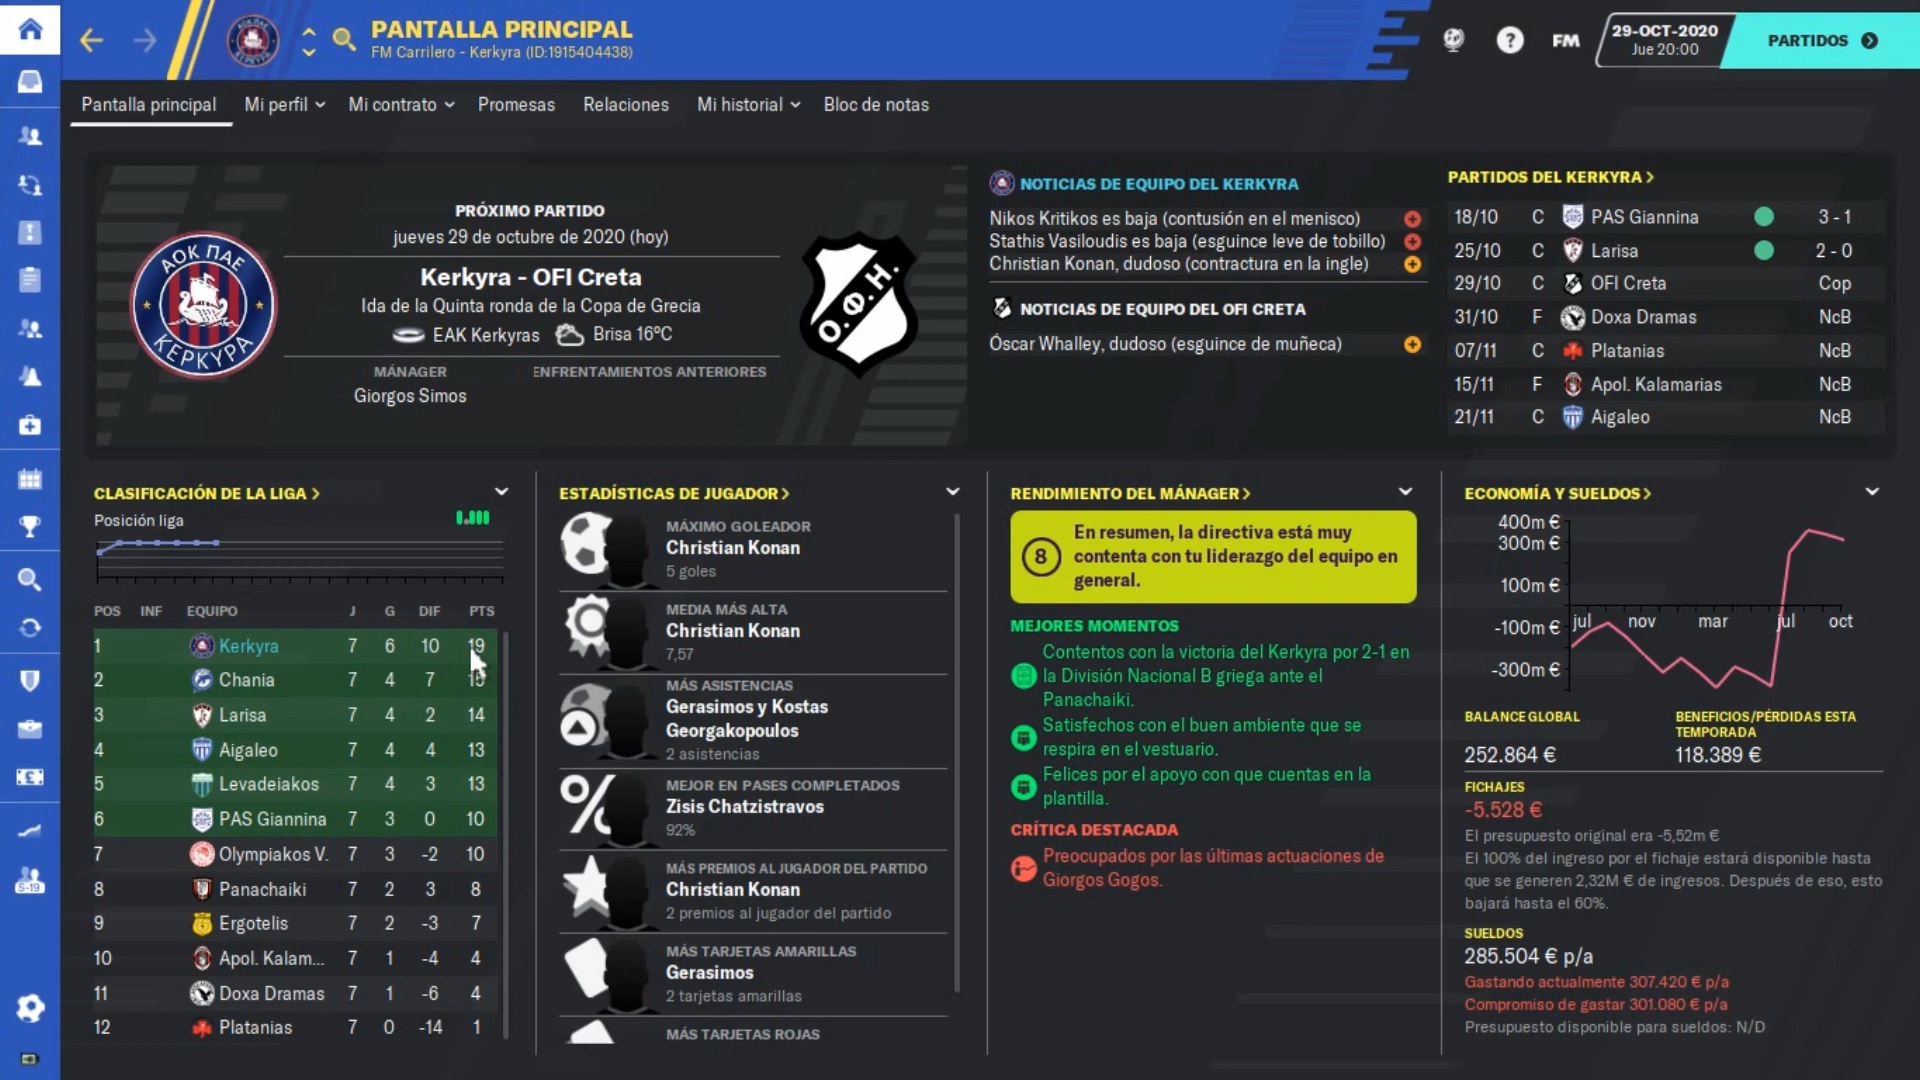 PANTALLA PRINCIPAL
FM Carrilero - Kerkyra (ID:1915404438)
FM
29-OCT-2020
Jue 20:00
PARTIDOS
Pantalla principal
Mi perfil
Mi contrato
Promesas
Relaciones
Mi historial
Bloc de notas
PRÓXIMO PARTIDO
jueves 29 de octubre de 2020 (hoy)
Kerkyra - OFI Creta
Ida de la Quinta ronda de la Copa de Grecia
EAK Kerkyras Brisa 16ºC
MÁNAGER
Giorgos Simos
ENFRENTAMIENTOS ANTERIORES
ΑΟΚ ΠΑΕ
ΚΕΡΚΥΡΑ
Ο.Φ.Η.
NOTICIAS DE EQUIPO DEL KERKYRA
Nikos Kritikos es baja (contusión en el menisco)
Stathis Vasiloudis es baja (esguince leve de tobillo)
Christian Konan, dudoso (contractura en la ingle)
NOTICIAS DE EQUIPO DEL OFI CRETA
Óscar Whalley, dudoso (esguince de muñeca)
PARTIDOS DEL KERKYRA >
18/10 C PAS Giannina 3 - 1
25/10 C Larisa 2 - 0
29/10 C OFI Creta Cop
31/10 F Doxa Dramas NcB
07/11 C Platanias NcB
15/11 F Apol. Kalamarias NcB
21/11 C Aigaleo NcB
CLASIFICACIÓN DE LA LIGA >
Posición liga
POS INF EQUIPO J G DIF PTS
1 Kerkyra 7 6 10 19
2 Chania 7 4 7
3 Larisa 7 4 2 14
4 Aigaleo 7 4 4 13
5 Levadeiakos 7 4 3 13
6 PAS Giannina 7 3 0 10
7 Olympiakos V. 7 3 -2 10
8 Panachaiki 7 2 3 8
9 Ergotelis 7 2 -3 7
10 Apol. Kalam... 7 1 -4 4
11 Doxa Dramas 7 1 -6 4
12 Platanias 7 0 -14 1
ESTADÍSTICAS DE JUGADOR >
MÁXIMO GOLEADOR
Christian Konan
5 goles
MEDIA MÁS ALTA
Christian Konan
7,57
MÁS ASISTENCIAS
Gerasimos y Kostas
Georgakopoulos
2 asistencias
MEJOR EN PASES COMPLETADOS
Zisis Chatzistravos
92%
MÁS PREMIOS AL JUGADOR DEL PARTIDO
Christian Konan
2 premios al jugador del partido
MÁS TARJETAS AMARILLAS
Gerasimos
2 tarjetas amarillas
MÁS TARJETAS ROJAS
RENDIMIENTO DEL MÁNAGER >
8
En resumen, la directiva está muy
contenta con tu liderazgo del equipo en
general.
MEJORES MOMENTOS
Contentos con la victoria del Kerkyra por 2-1 en
la División Nacional B griega ante el
Panachaiki.
Satisfechos con el buen ambiente que se
respira en el vestuario.
Felices por el apoyo con que cuentas en la
plantilla.
CRÍTICA DESTACADA
Preocupados por las últimas actuaciones de
Giorgos Gogos.
ECONOMÍA Y SUELDOS >
400m €
300m €
100m €
-100m €
-300m €
jul nov mar jul oct
BALANCE GLOBAL
252.864 €
BENEFICIOS/PÉRDIDAS ESTA
TEMPORADA
118.389 €
FICHAJES
-5.528 €
El presupuesto original era -5,52m €
El 100% del ingreso por el fichaje estará disponible hasta
que se generen 2,32M € de ingresos. Después de eso, esto
bajará hasta el 60%.
SUELDOS
285.504 € p/a
Gastando actualmente 307.420 € p/a
Compromiso de gastar 301.080 € p/a
Presupuesto disponible para sueldos: N/D
S-19